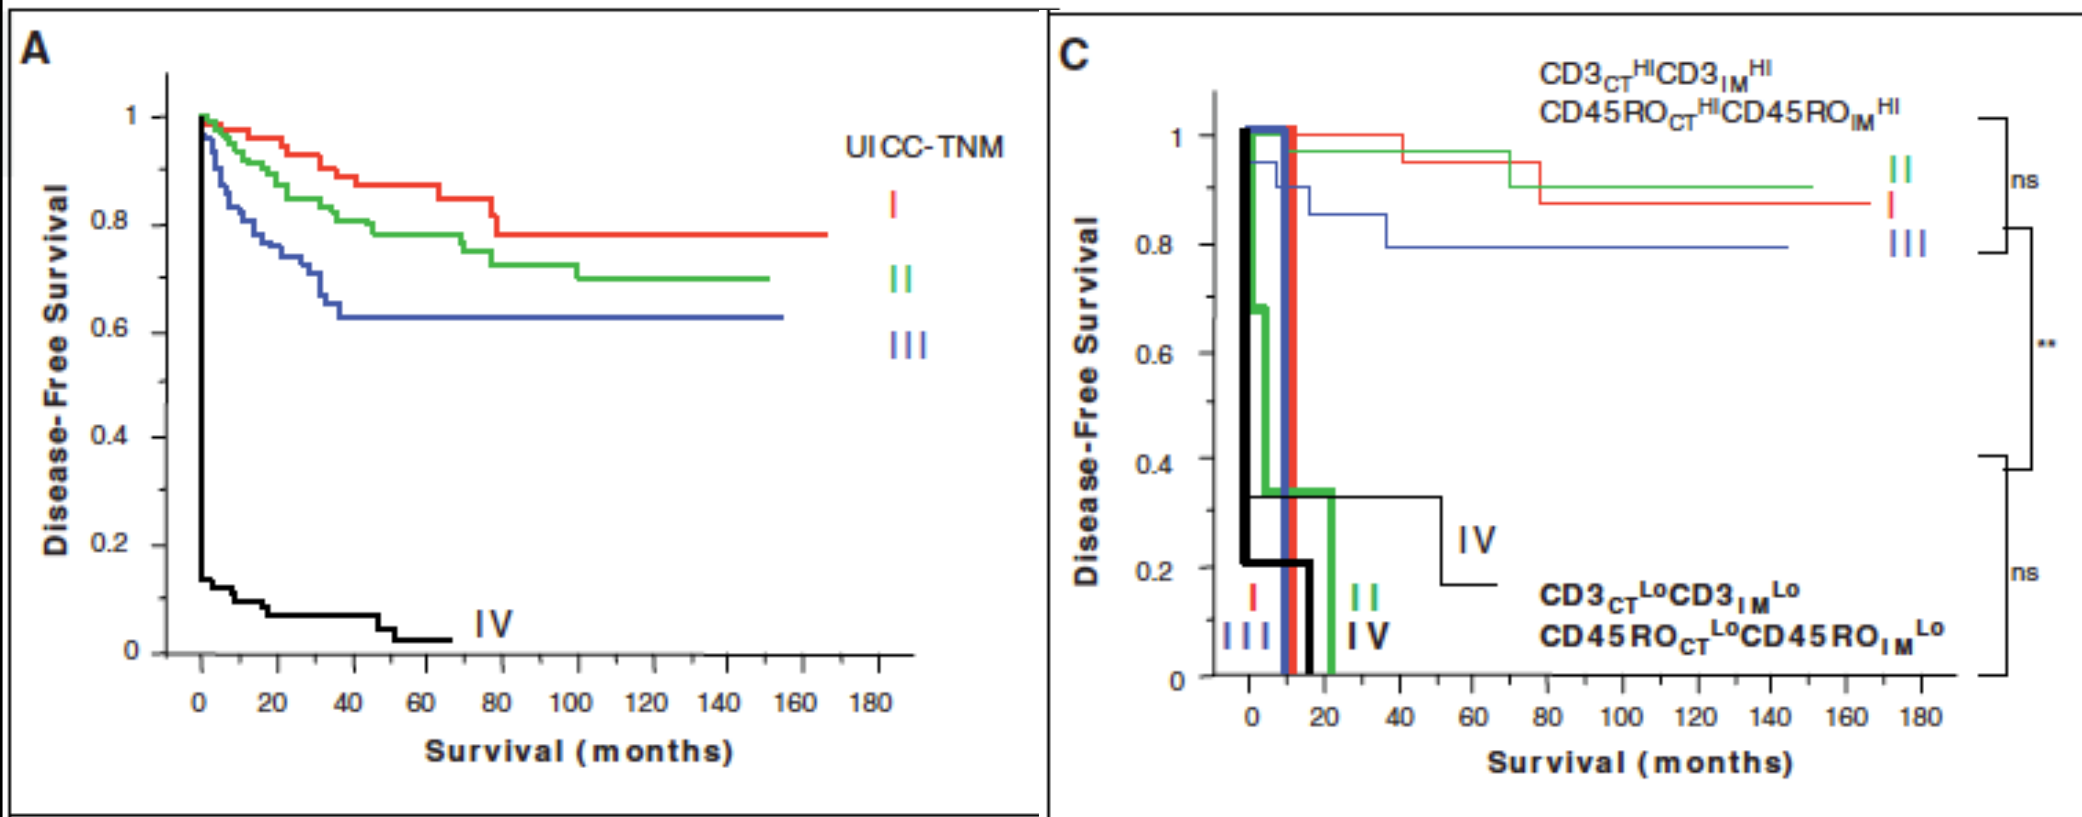 A
Disease-Free Survival
1
0.8
0.6
0.4
0.2
0
0 20 40 60 80 100 120 140 160 180
Survival (months)
UICC-TNM
I
II
III
IV
C
Disease-Free Survival
1
0.8
0.6
0.4
0.2
0
0 20 40 60 80 100 120 140 160 180
Survival (months)
CD3CTHICD3IMHI
CD45ROCTHICD45ROIMHI
II
I
III
ns
**
IV
ns
I II
III IV
CD3CTLoCD3IMLo
CD45ROCTLoCD45ROIMLo